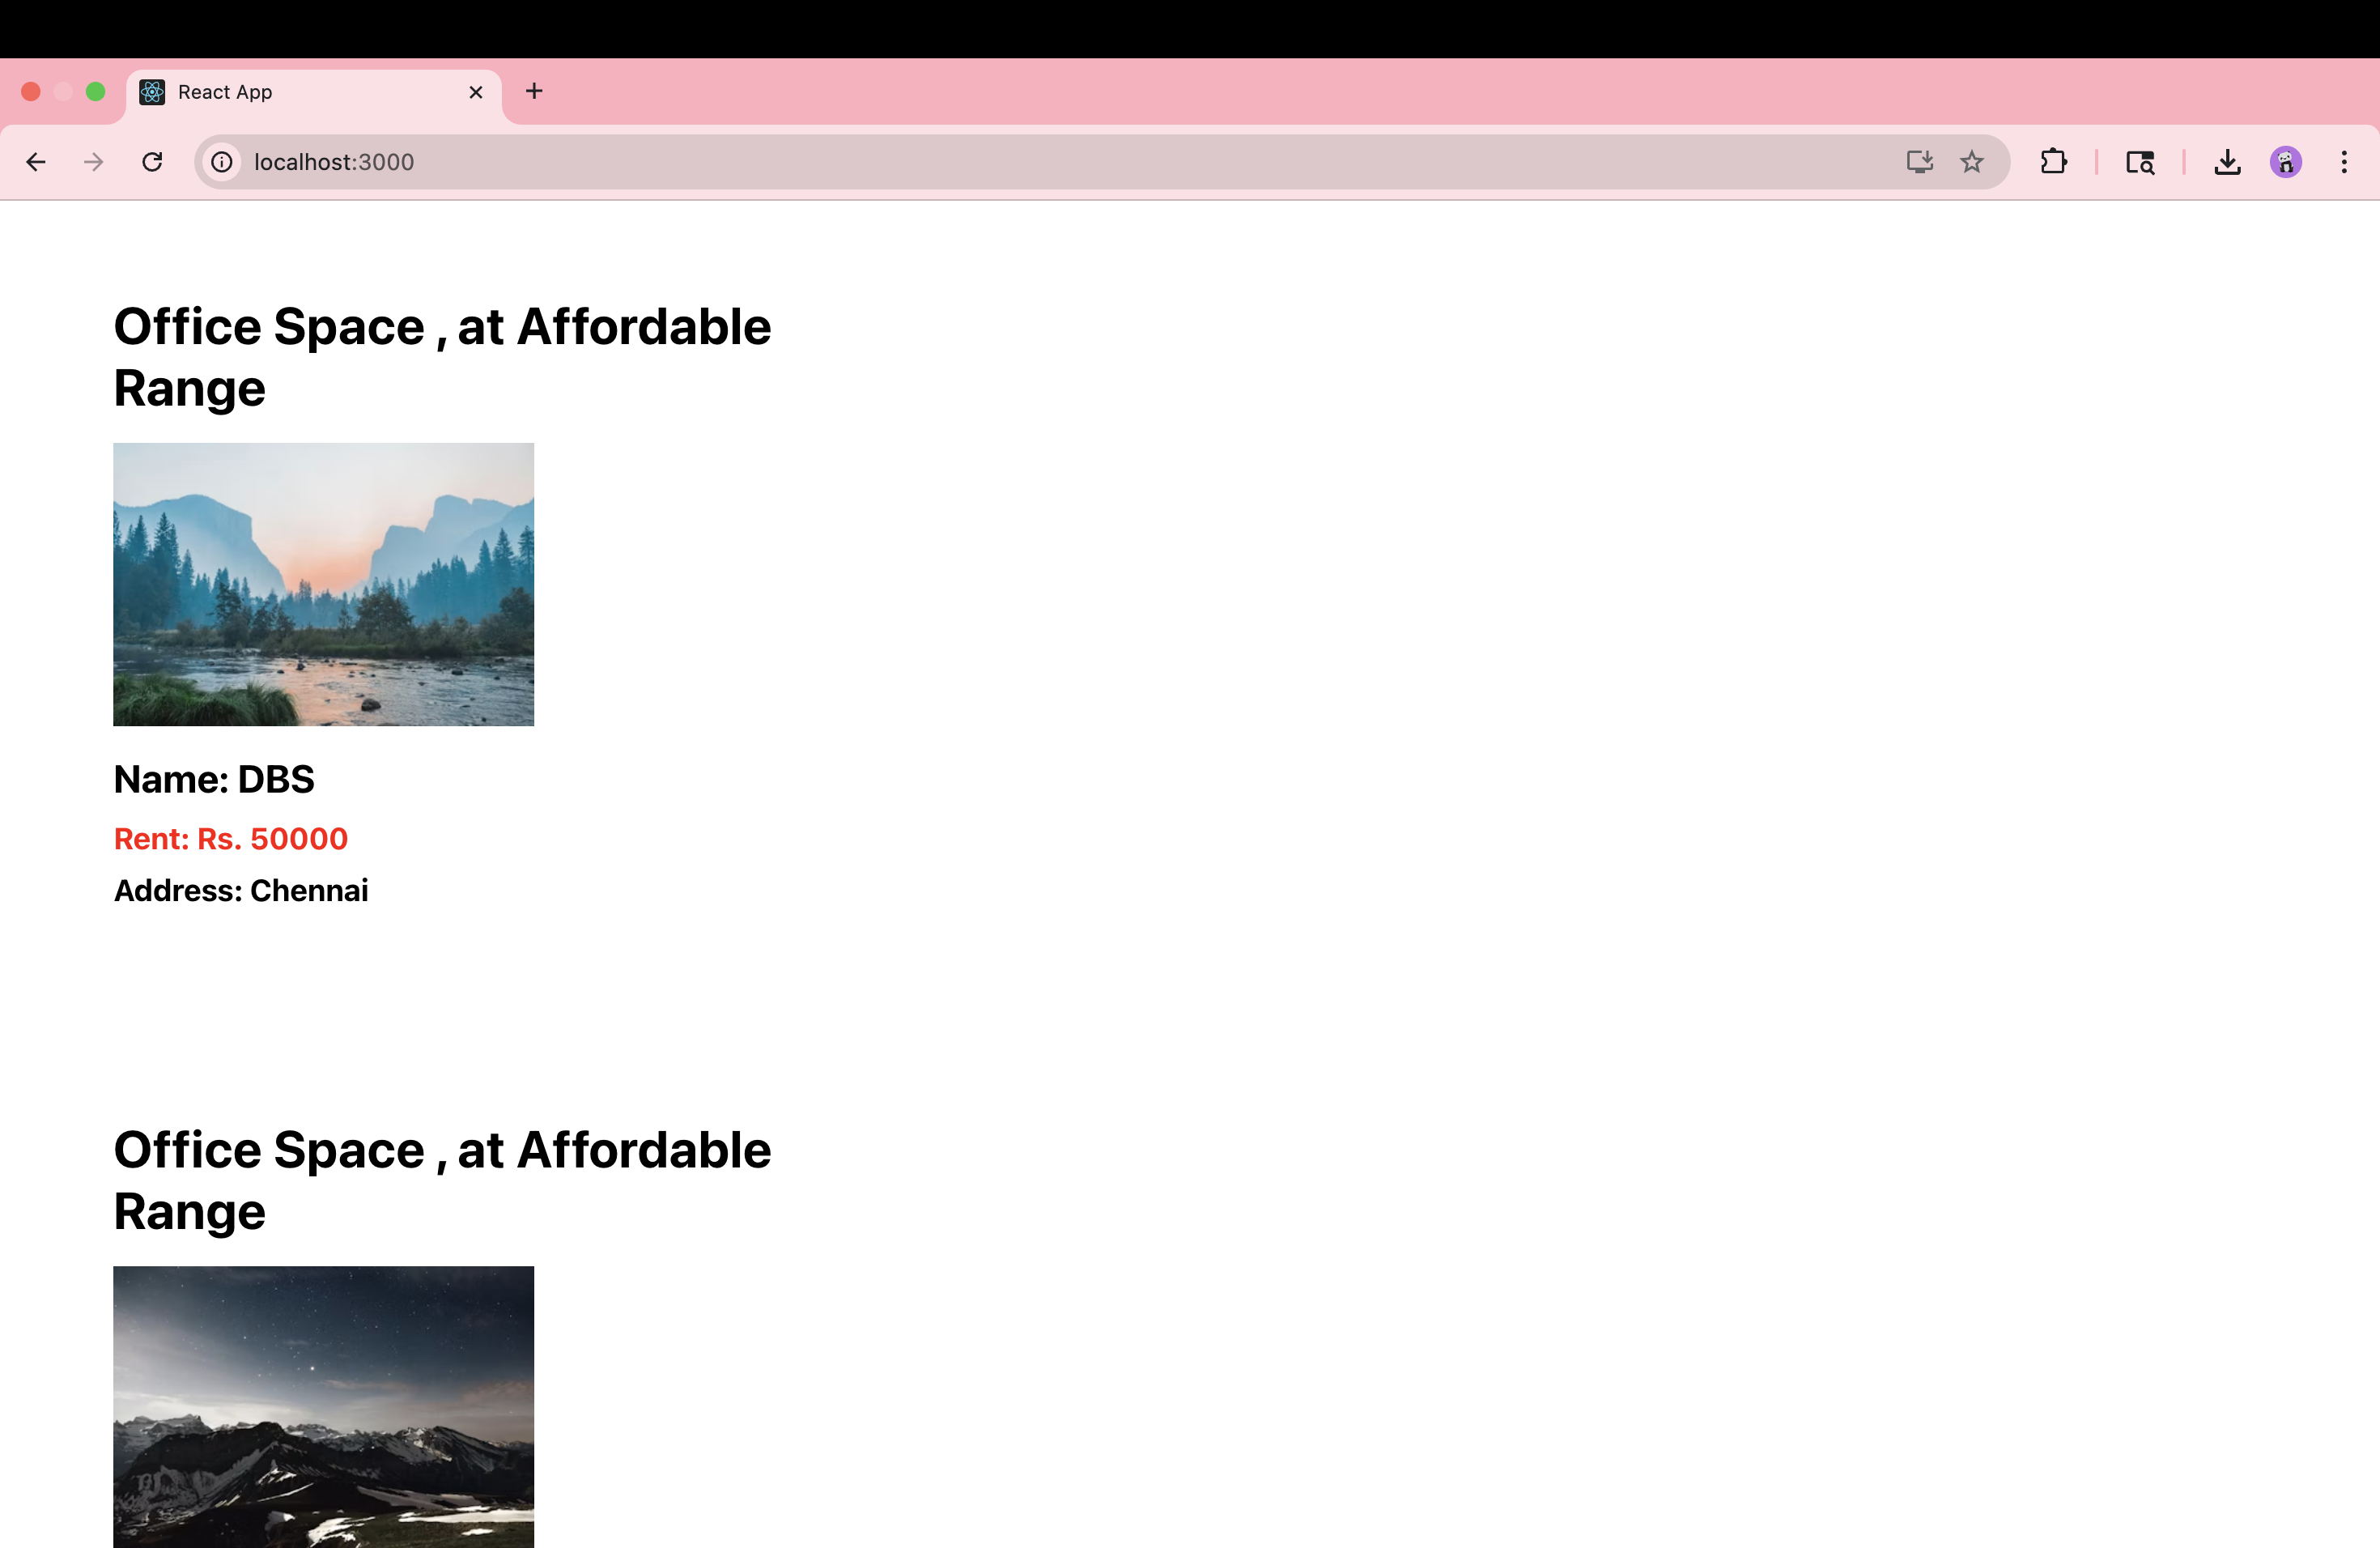 React App
localhost:3000
Office Space , at Affordable
Range
Name: DBS
Rent: Rs. 50000
Address: Chennai
Office Space , at Affordable
Range